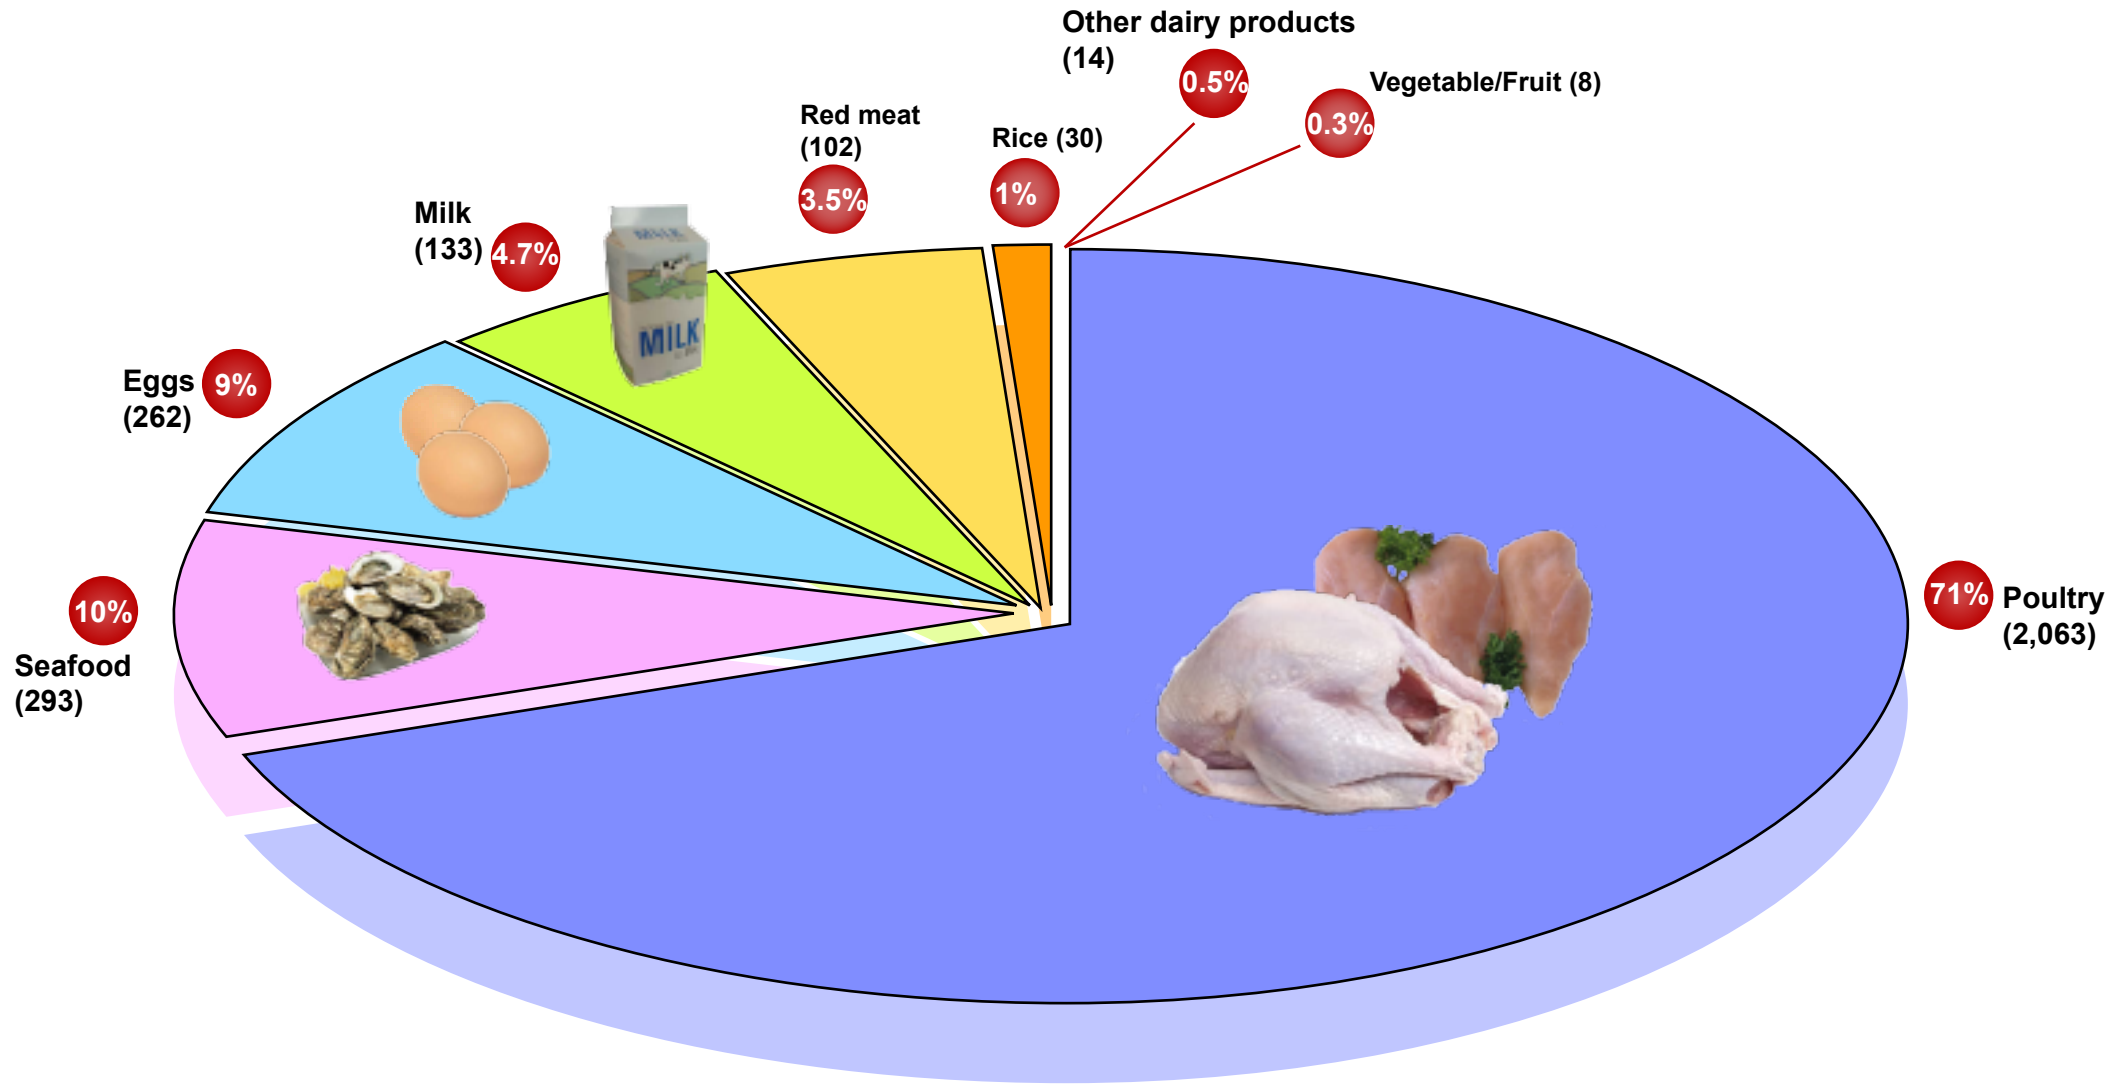 Other dairy products
(14)
0.5%
Vegetable/Fruit (8)
0.3%
Red meat
(102)
3.5%
Rice (30)
1%
Milk
(133)
4.7%
MILK
MILK
Eggs
(262)
9%
10%
Seafood
(293)
71%
Poultry
(2,063)